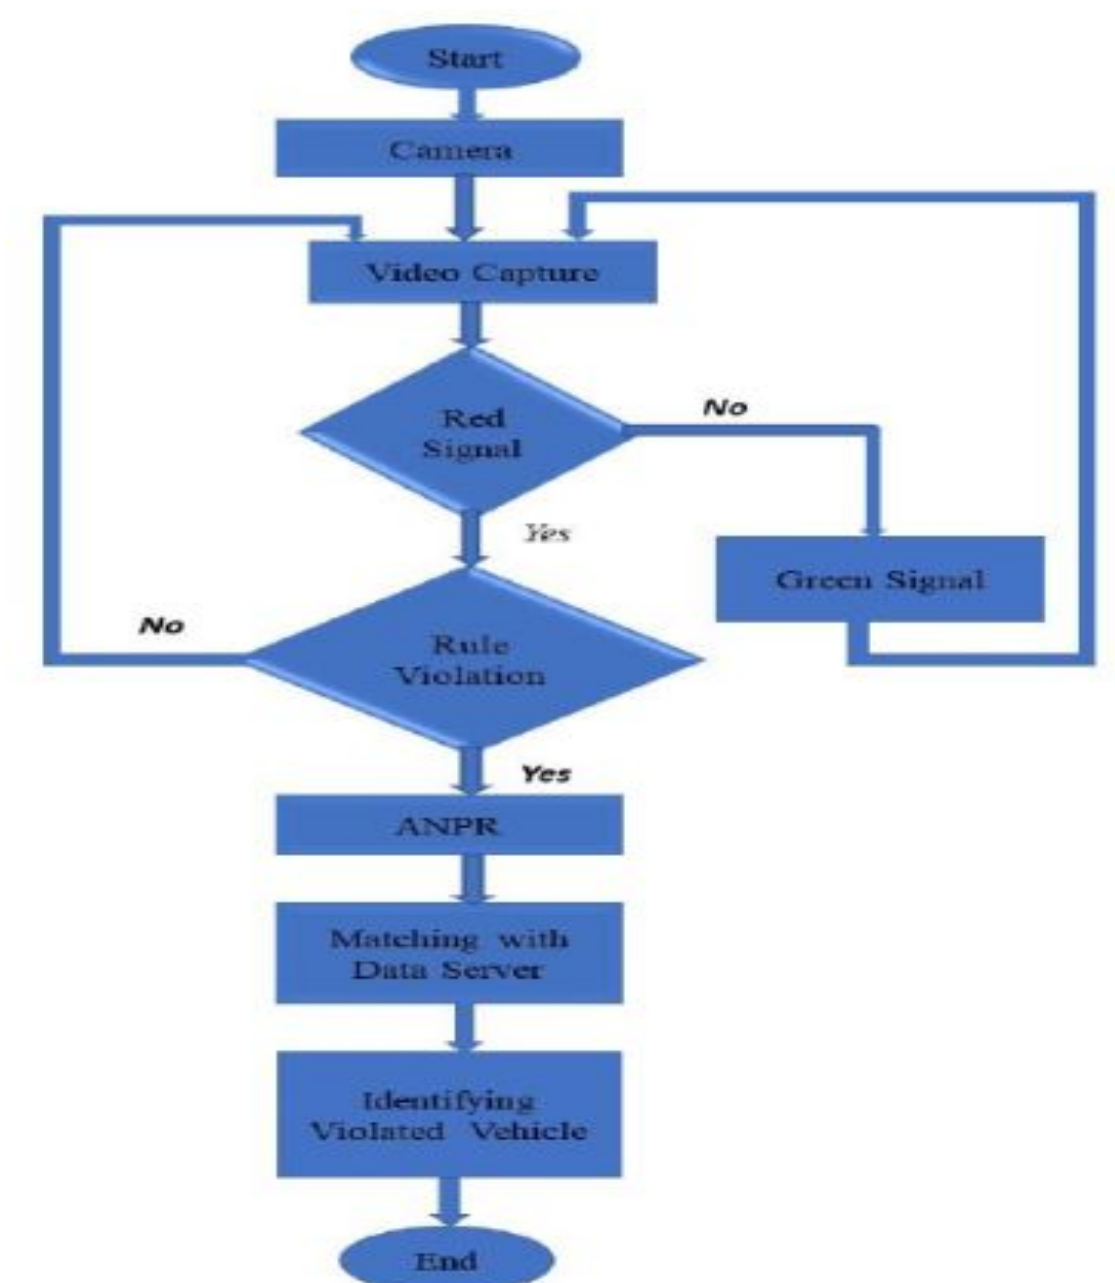 Start
Camera
Video Capture
Red
Signal
No
Yes
Green Signal
No
Rule
Violation
Yes
ANPR
Matching with
Data Server
Identifying
Violated Vehicle
End